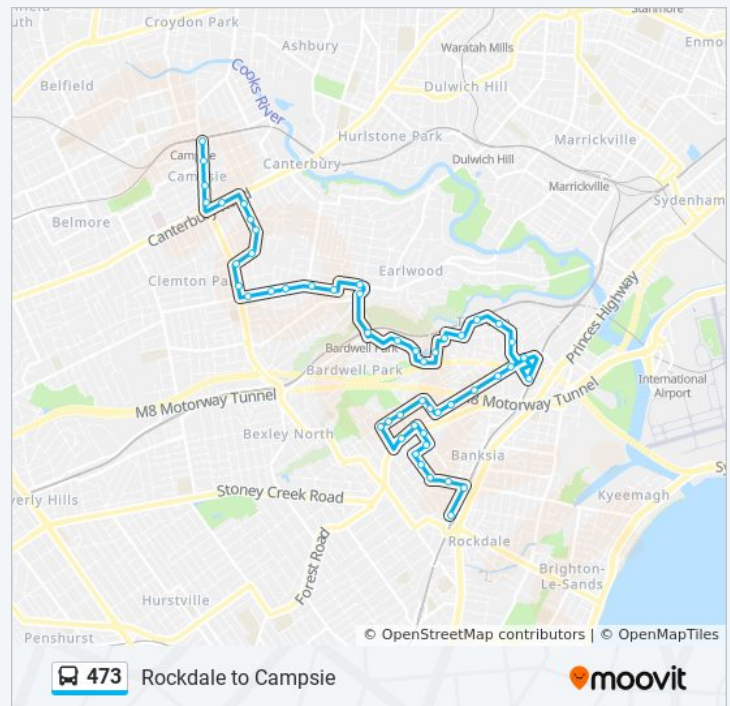 Stanmore
Croydon Park
Ashbury
Waratah Mills
Enmo
Belfield
Cooks River
Dulwich Hill
Hurlstone Park
Marrickville
Canterbury
Dulwich Hill
Campsie
Marrickville
Sydenham
Belmore
Canterbury
Earlwood
Clemton Pa
Princes Highway
Bardwell Park
Bardwell Park
International
Airport
M8 Motorway Tunnel
M8 Motorway Tunnel
Bexley North
Banksia
Stoney Creek Road
Kyeemagh
verly Hills
Forest Road
Rockdale
Brighton-
Le-Sands
Hurstville
Penshurst
© OpenStreetMap contributors | © OpenMapTiles
473 Rockdale to Campsie
moovit